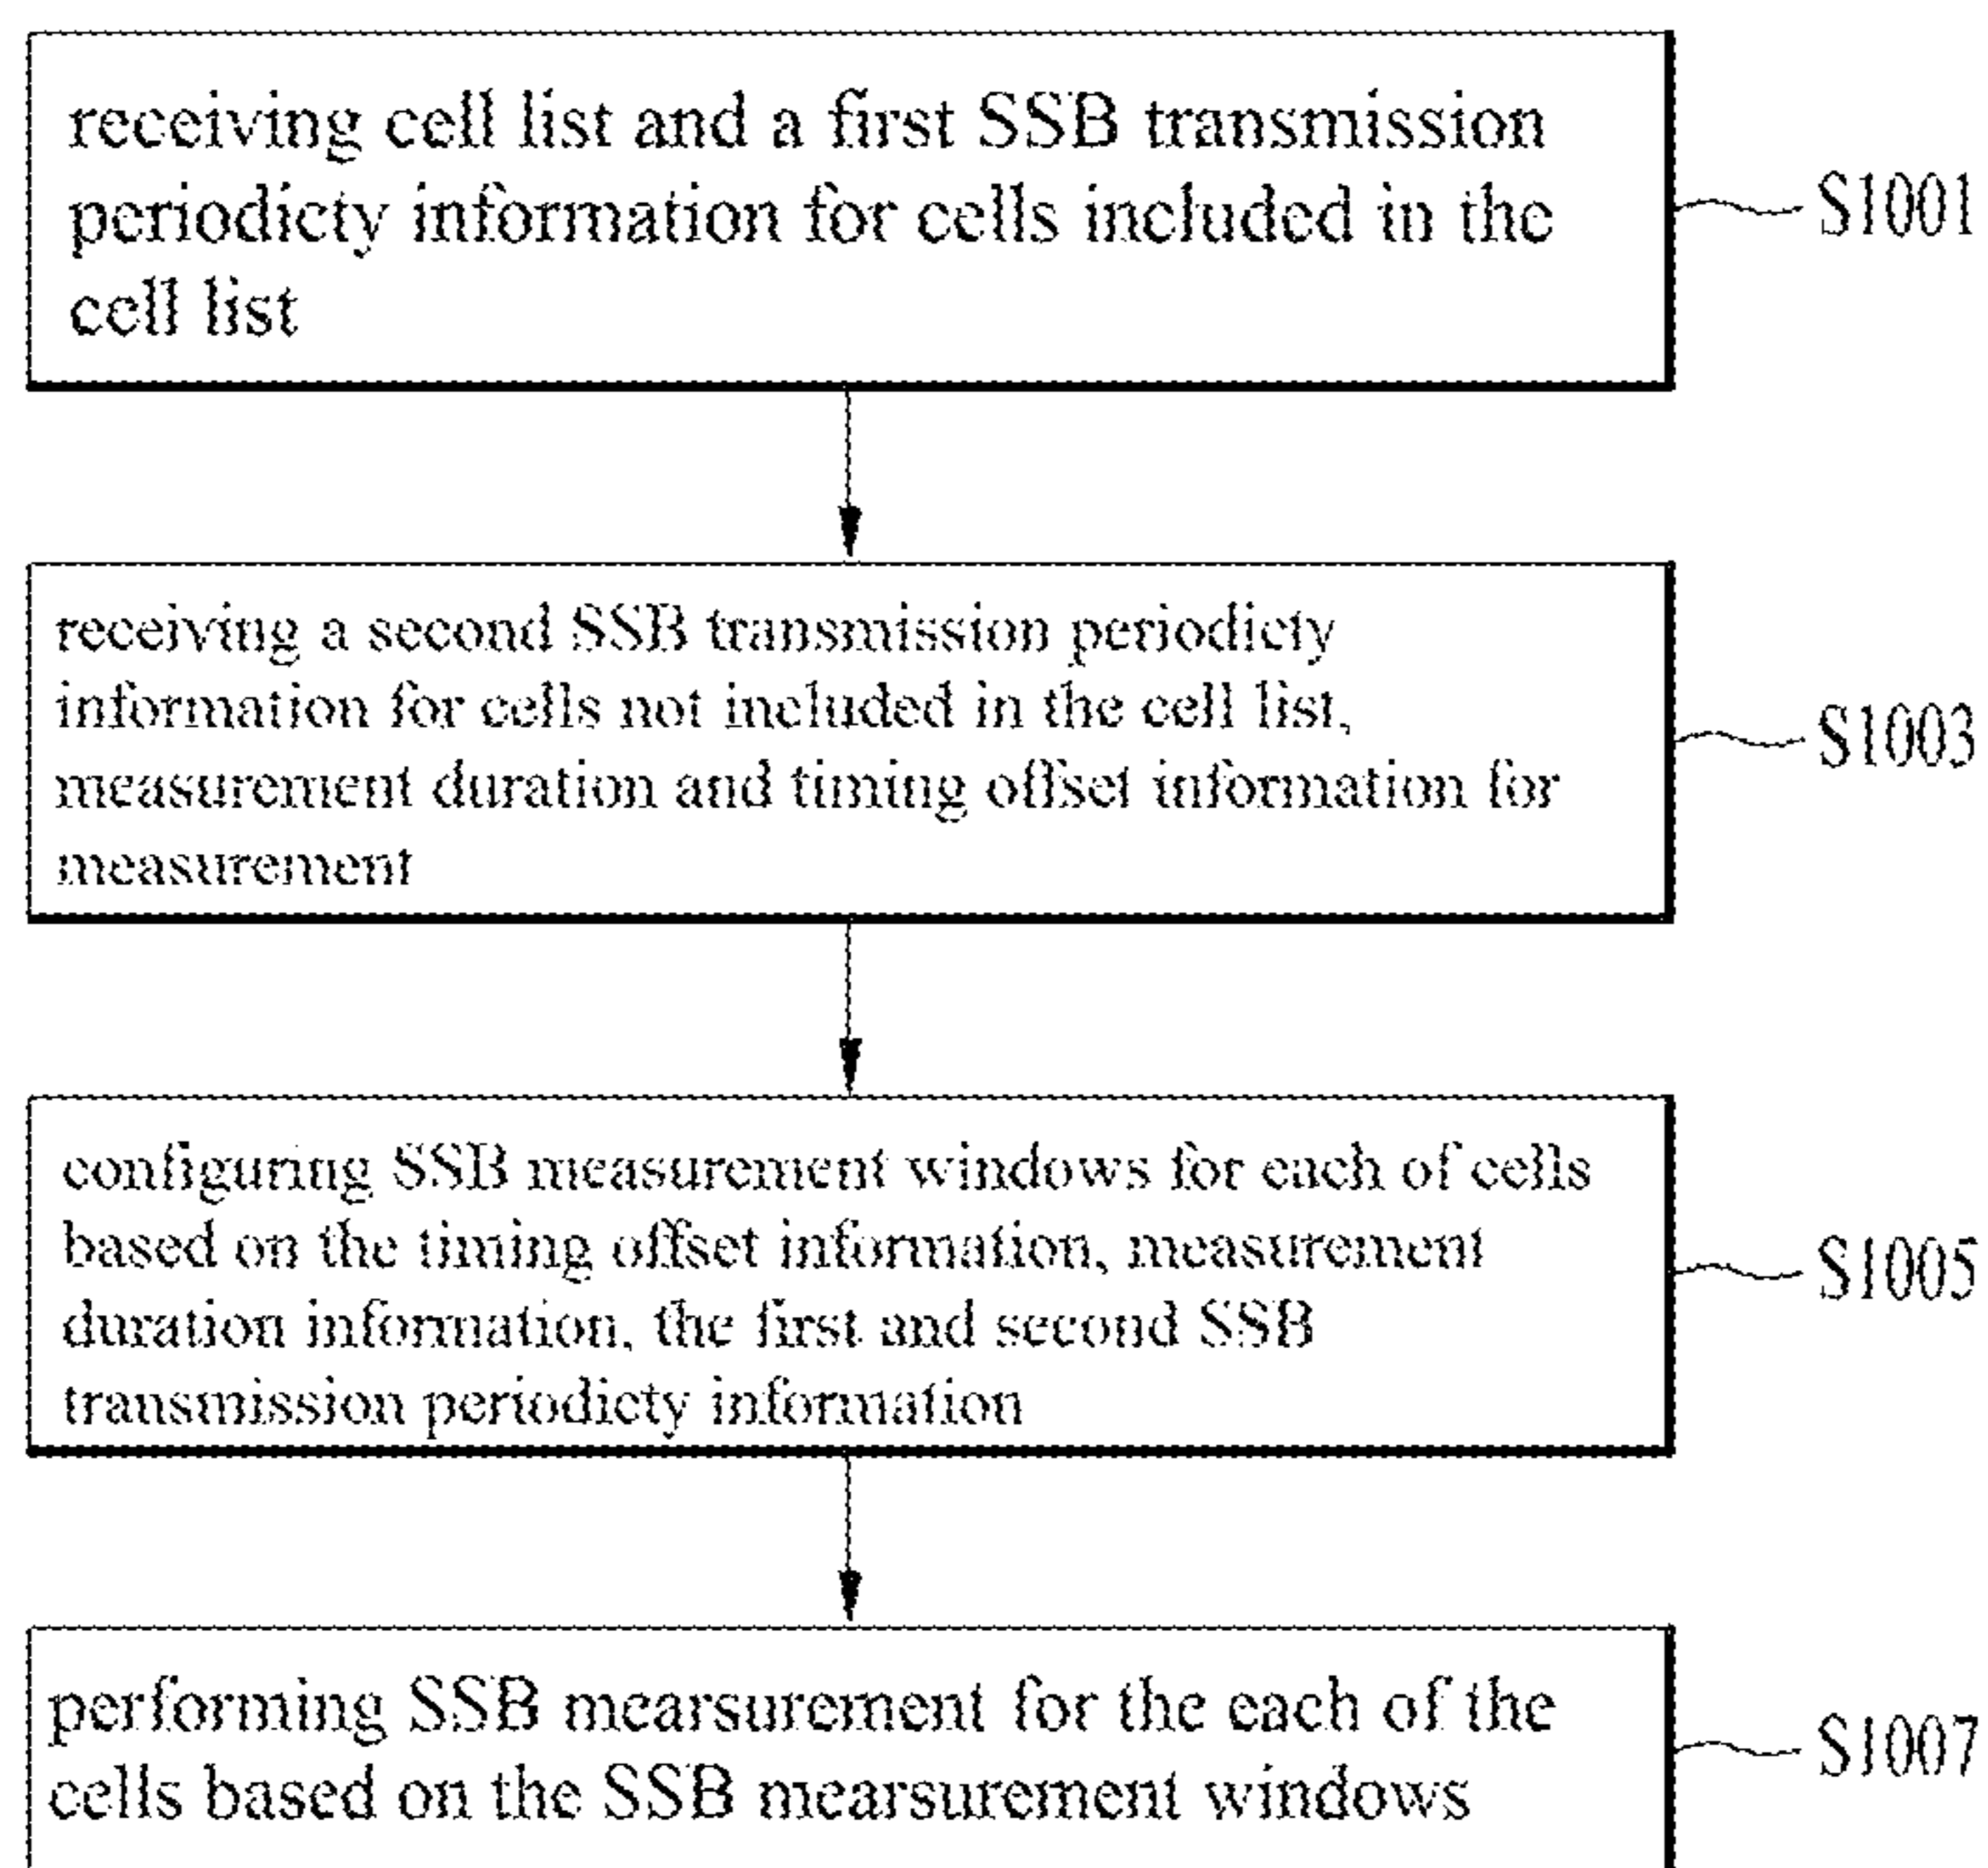 receiving cell list and a first SSB transmission
periodicty information for cells included in the
cell list
S1001
receiving a second SSB transmission periodicty
information for cells not included in the cell list,
measurement duration and timing offset information for
measurement
S1003
configuring SSB measurement windows for each of cells
based on the timing offset information, measurement
duration information, the first and second SSB
transmission periodicty information
S1005
performing SSB mearsurement for the each of the
cells based on the SSB mearsurement windows
S1007